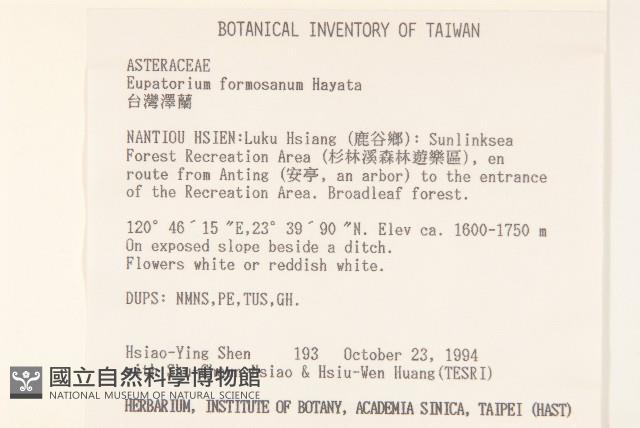 BOTANICAL INVENTORY OF TAIWAN
ASTERACEAE
Eupatorium formosanum Hayata
台灣澤蘭
NANTIOU HSIEN:Luku Hsiang (鹿谷鄉): Sunlinksea
Forest Recreation Area (杉林溪森林遊樂區), en
route from Anting (安亭, an arbor) to the entrance
of the Recreation Area. Broadleaf forest.
120° 46´15 ″E,23° 39´90 ″N. Elev ca. 1600-1750 m
On exposed slope beside a ditch.
Flowers white or reddish white.
DUPS: NMNS,PE,TUS,GH.
Hsiao-Ying Shen 193 October 23, 1994
Hsiao & Hsiu-Wen Huang(TESRI)
國立自然科學博物館
NATIONAL MUSEUM OF NATURAL SCIENCE
HERBARIUM, INSTITUTE OF BOTANY, ACADEMIA SINICA, TAIPEI (HAST)